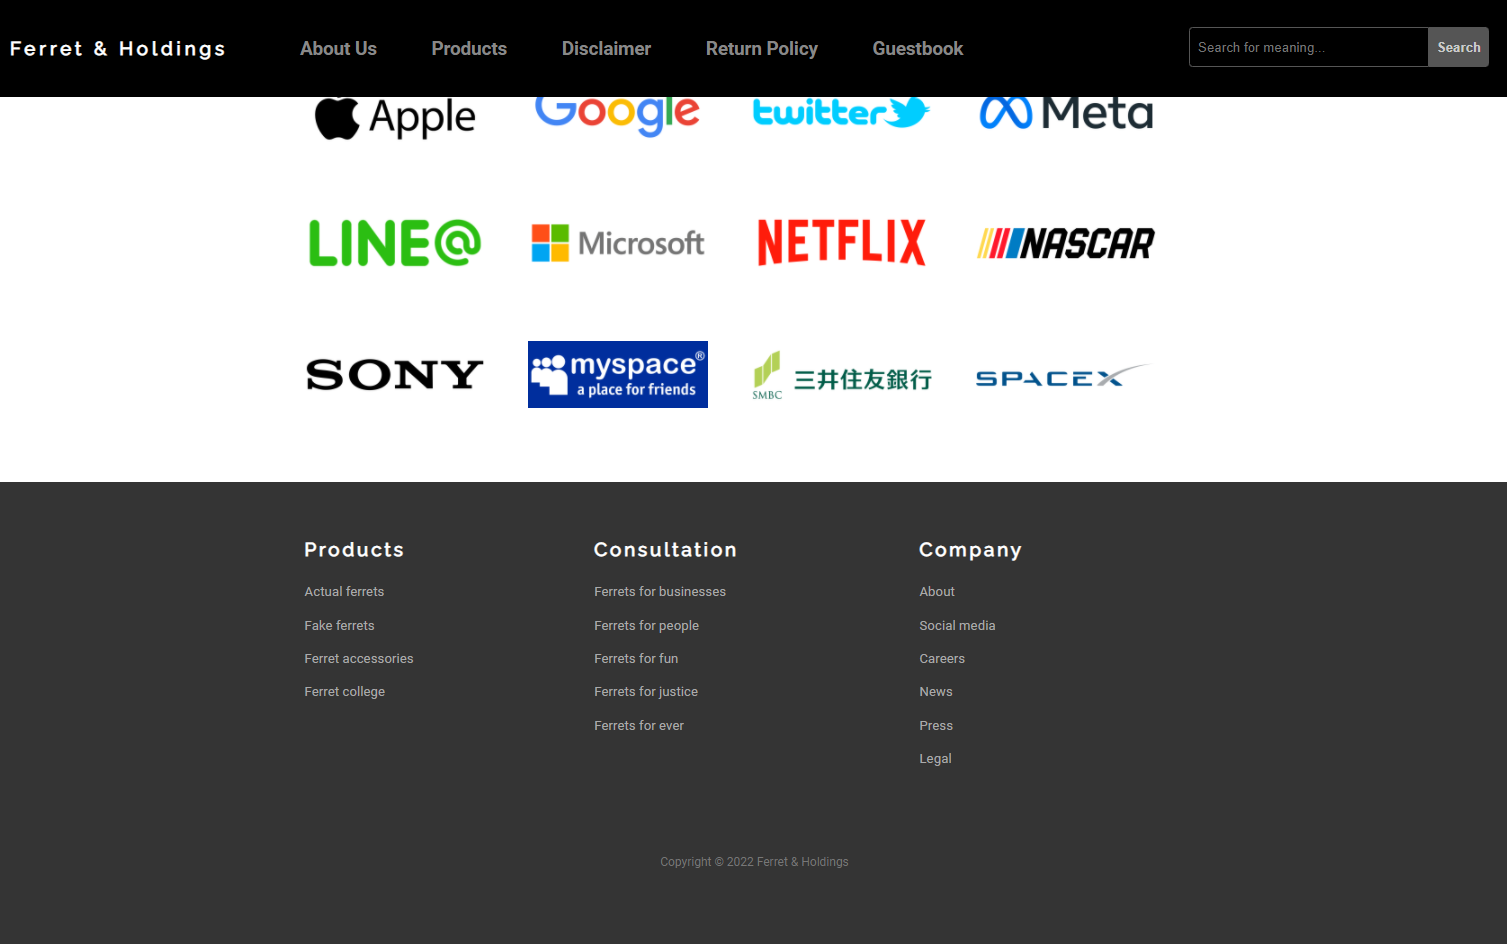 Ferret & Holdings
About Us Products Disclaimer Return Policy Guestbook
Search for meaning... Search
Apple Google twitter Meta
LINE@ Microsoft NETFLIX NASCAR
SONY myspace® a place for friends SMBC 三井住友銀行 SPACEX
Products
Actual ferrets
Fake ferrets
Ferret accessories
Ferret college
Consultation
Ferrets for businesses
Ferrets for people
Ferrets for fun
Ferrets for justice
Ferrets for ever
Company
About
Social media
Careers
News
Press
Legal
Copyright © 2022 Ferret & Holdings